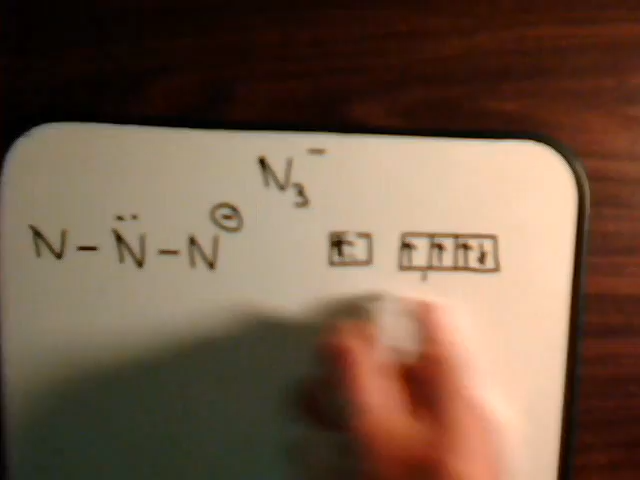 N₃⁻
N – N̈ – N⊖ ↑ ↑ ↑ ↑↓